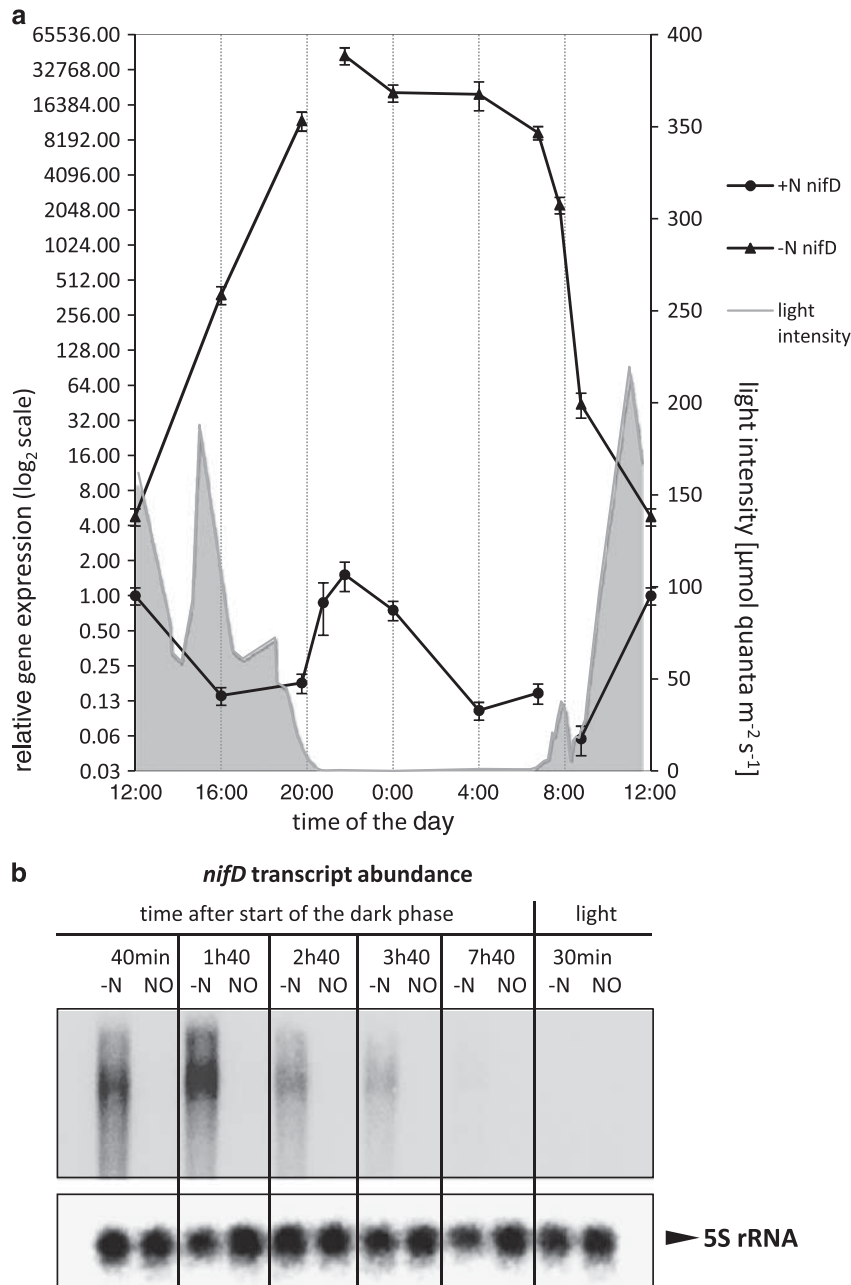 a
65536.00
32768.00
16384.00
8192.00
4096.00
2048.00
1024.00
512.00
256.00
128.00
64.00
32.00
16.00
8.00
4.00
2.00
1.00
0.50
0.25
0.13
0.06
0.03
relative gene expression (log2 scale)
400
350
300
250
200
150
100
50
0
light intensity [µmol quanta m-2 s-1]
12:00 16:00 20:00 0:00 4:00 8:00 12:00
time of the day
+N nifD
-N nifD
light
intensity
b
nifD transcript abundance
time after start of the dark phase light
40min 1h40 2h40 3h40 7h40 30min
-N NO -N NO -N NO -N NO -N NO -N NO
5S rRNA